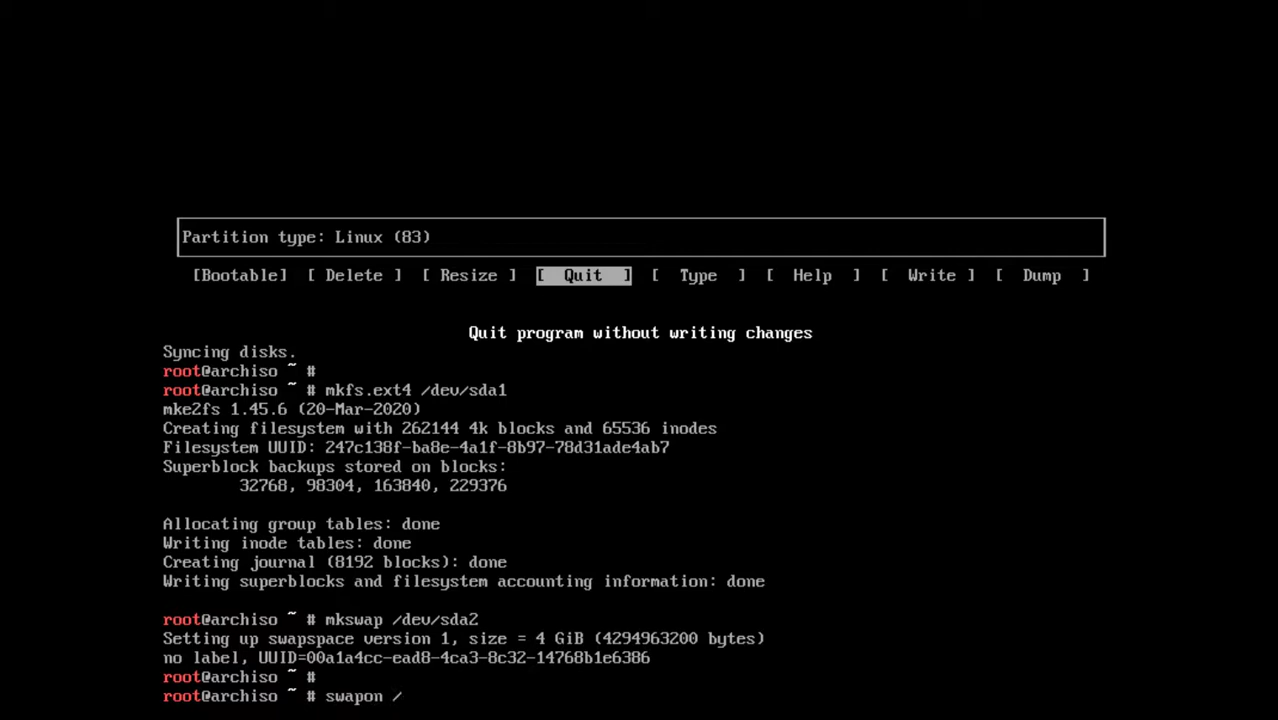 Partition type: Linux (83)
[Bootable] [ Delete ] [ Resize ] [ Quit ] [ Type ] [ Help ] [ Write ] [ Dump ]
Quit program without writing changes
Syncing disks.
root@archiso ~ #
root@archiso ~ # mkfs.ext4 /dev/sda1
mke2fs 1.45.6 (20-Mar-2020)
Creating filesystem with 262144 4k blocks and 65536 inodes
Filesystem UUID: 247c138f-ba8e-4a1f-8b97-78d31ade4ab7
Superblock backups stored on blocks:
32768, 98304, 163840, 229376
Allocating group tables: done
Writing inode tables: done
Creating journal (8192 blocks): done
Writing superblocks and filesystem accounting information: done
root@archiso ~ # mkswap /dev/sda2
Setting up swapspace version 1, size = 4 GiB (4294963200 bytes)
no label, UUID=00a1a4cc-ead8-4ca3-8c32-14768b1e6386
root@archiso ~ #
root@archiso ~ # swapon /